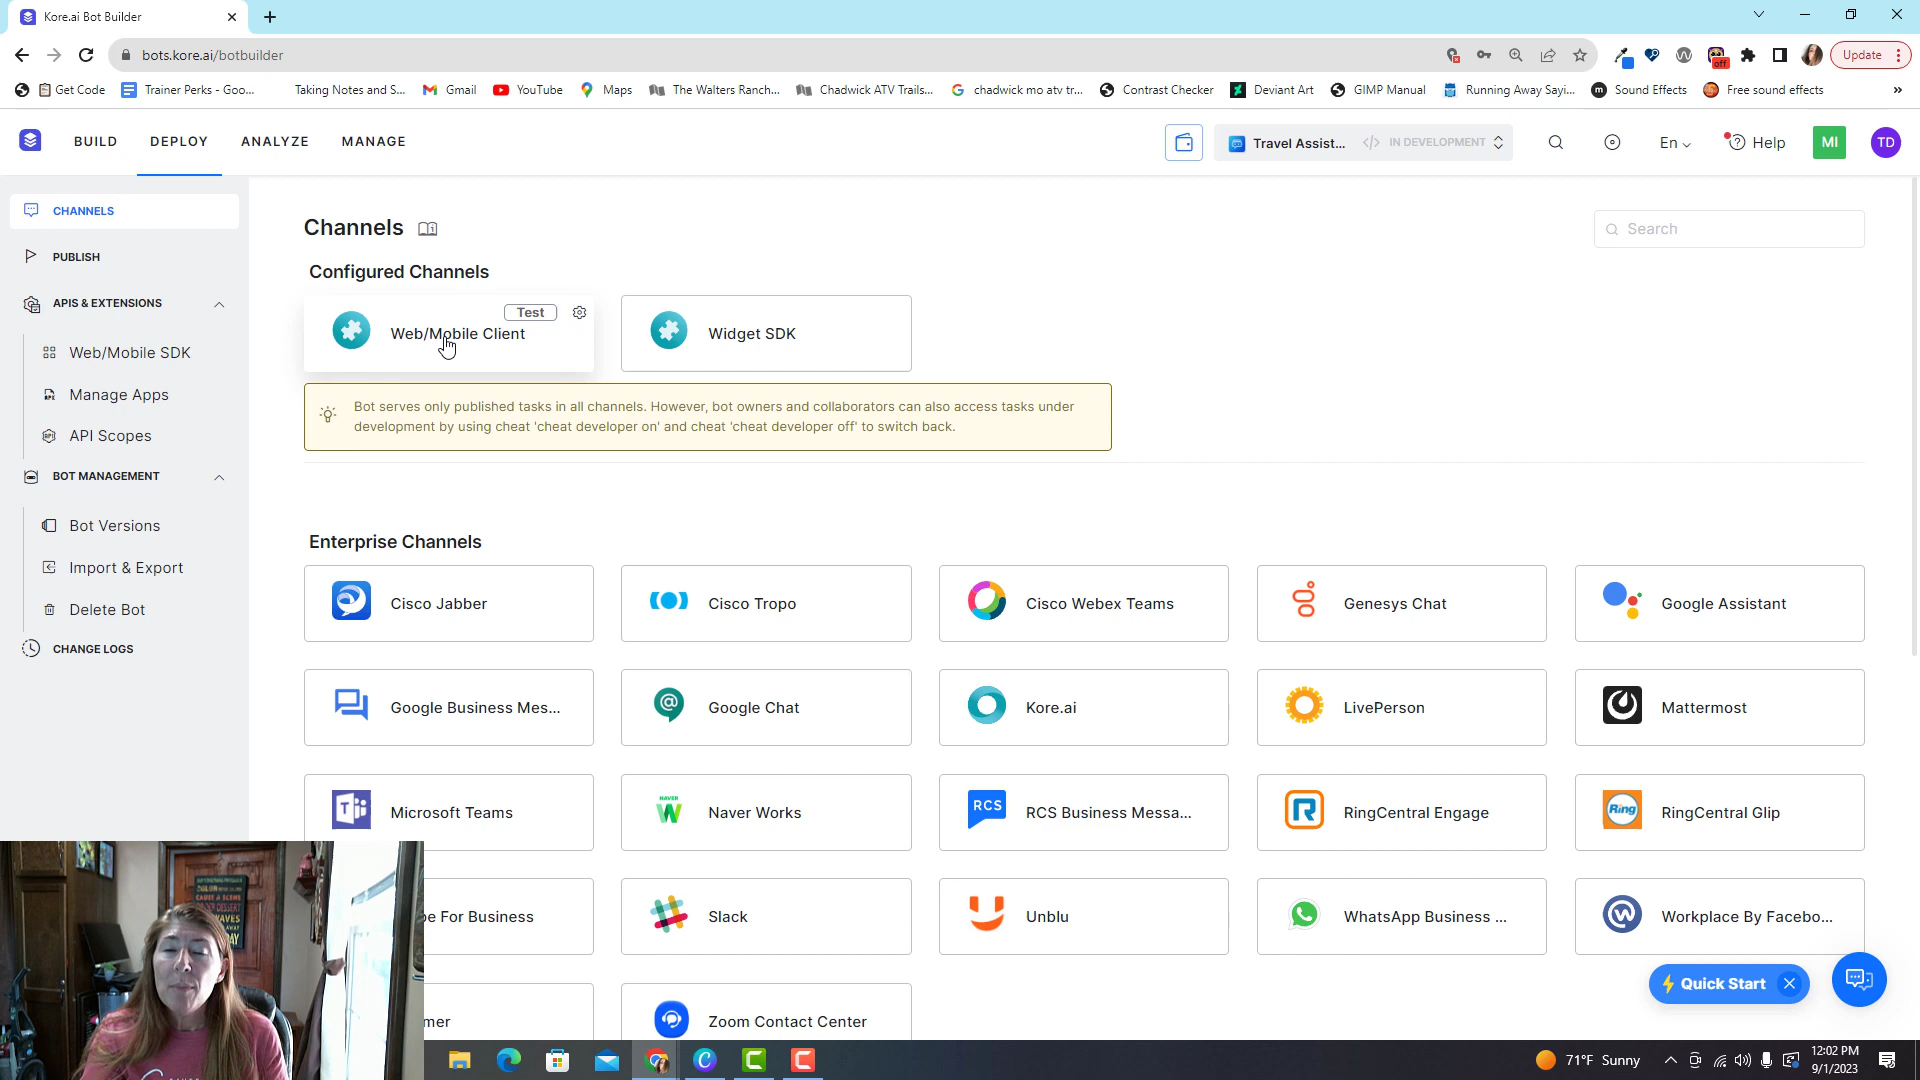 Kore.ai Bot Builder
bots.kore.ai/botbuilder
Update
off
Get Code
Trainer Perks - Goo...
Taking Notes and S...
Gmail
YouTube
Maps
The Walters Ranch...
Chadwick ATV Trails...
chadwick mo atv tr...
Contrast Checker
Deviant Art
GIMP Manual
Running Away Sayi...
Sound Effects
Free sound effects
BUILD
DEPLOY
ANALYZE
MANAGE
Travel Assist...
IN DEVELOPMENT
En
Help
MI
TD
CHANNELS
PUBLISH
APIS & EXTENSIONS
Web/Mobile SDK
Manage Apps
API Scopes
BOT MANAGEMENT
Bot Versions
Import & Export
Delete Bot
CHANGE LOGS
Channels
Search
Configured Channels
Test
Web/Mobile Client
Widget SDK
Bot serves only published tasks in all channels. However, bot owners and collaborators can also access tasks under
development by using cheat 'cheat developer on' and cheat 'cheat developer off' to switch back.
Enterprise Channels
Cisco Jabber
Cisco Tropo
Cisco Webex Teams
Genesys Chat
Google Assistant
Google Business Mes...
Google Chat
Kore.ai
LivePerson
Mattermost
Microsoft Teams
NAVER
Naver Works
RCS
RCS Business Messa...
RingCentral Engage
Ring
RingCentral Glip
pe For Business
Slack
Unblu
WhatsApp Business ...
Workplace By Facebo...
mer
Zoom Contact Center
Quick Start
71°F Sunny
12:02 PM
9/1/2023